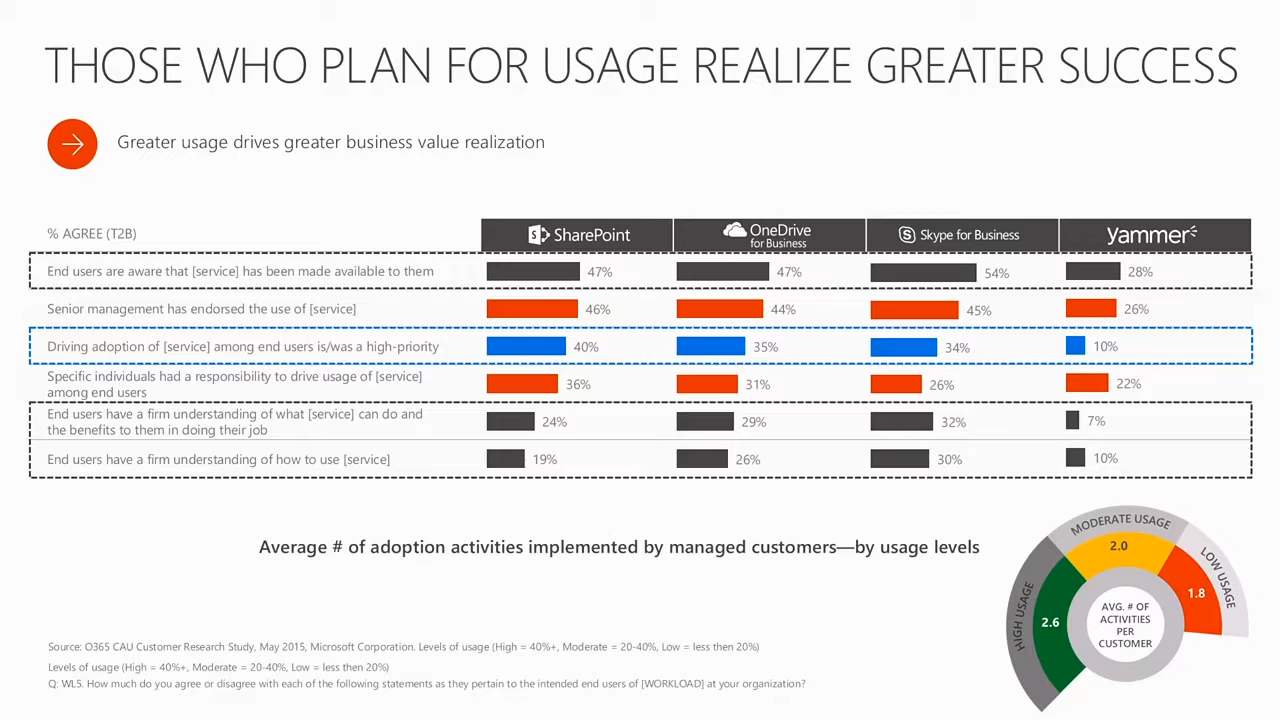 THOSE WHO PLAN FOR USAGE REALIZE GREATER SUCCESS
Greater usage drives greater business value realization
% AGREE (T2B)
S SharePoint
OneDrive
for Business
S Skype for Business
yammer
End users are aware that [service] has been made available to them
47%
47%
54%
28%
Senior management has endorsed the use of [service]
46%
44%
45%
26%
Driving adoption of [service] among end users is/was a high-priority
40%
35%
34%
10%
Specific individuals had a responsibility to drive usage of [service]
among end users
36%
31%
26%
22%
End users have a firm understanding of what [service] can do and
the benefits to them in doing their job
24%
29%
32%
7%
End users have a firm understanding of how to use [service]
19%
26%
30%
10%
Average # of adoption activities implemented by managed customers—by usage levels
HIGH USAGE
MODERATE USAGE
LOW USAGE
2.6
2.0
1.8
AVG. # OF
ACTIVITIES
PER
CUSTOMER
Source: O365 CAU Customer Research Study, May 2015, Microsoft Corporation. Levels of usage (High = 40%+, Moderate = 20-40%, Low = less then 20%)
Levels of usage (High = 40%+, Moderate = 20-40%, Low = less then 20%)
Q: WL5. How much do you agree or disagree with each of the following statements as they pertain to the intended end users of [WORKLOAD] at your organization?